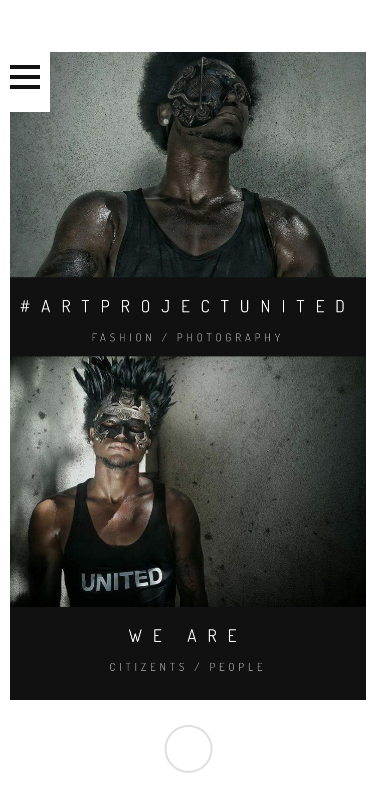 #ARTPROJECTUNITED
FASHION / PHOTOGRAPHY
UNITED
WE ARE
CITIZENTS / PEOPLE